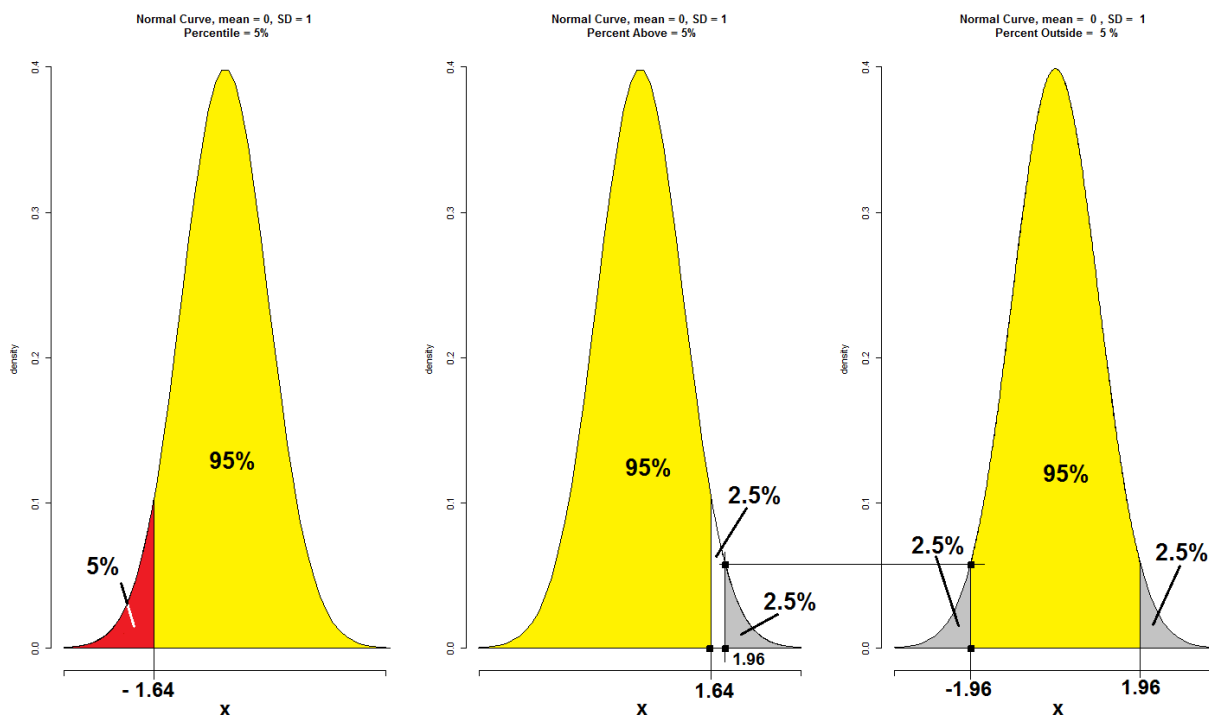 Normal Curve, mean = 0, SD = 1
Percentile = 5%
density
0.4
0.3
0.2
0.1
0.0
95%
5%
- 1.64
x
Normal Curve, mean = 0, SD = 1
Percent Above = 5%
density
0.4
0.3
0.2
0.1
0.0
95%
2.5%
2.5%
1.96
1.64
x
Normal Curve, mean = 0 , SD = 1
Percent Outside = 5 %
density
0.4
0.3
0.2
0.1
0.0
95%
2.5%
2.5%
-1.96
1.96
x